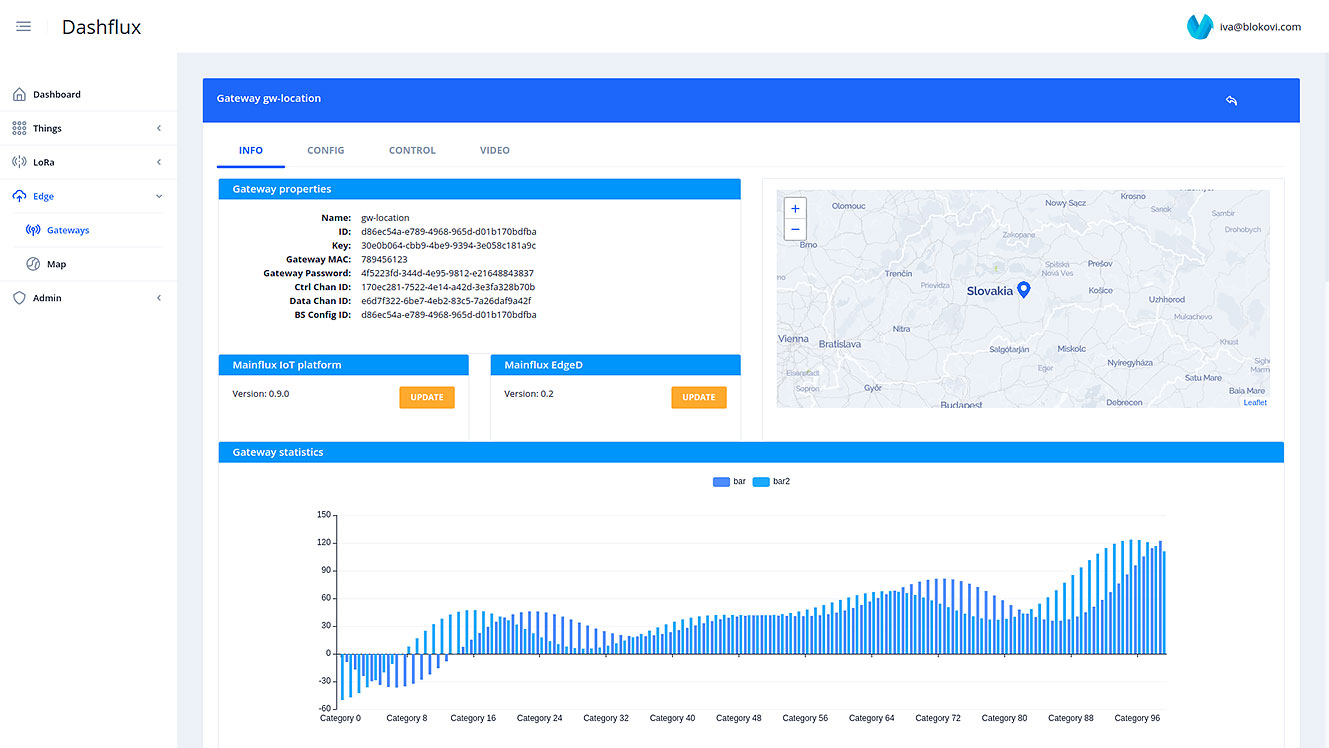 Dashflux
iva@blokovi.com
Dashboard
Things
LoRa
Edge
Gateways
Map
Admin
Gateway gw-location
INFO CONFIG CONTROL VIDEO
Gateway properties
Name: gw-location
ID: d86ec54a-e789-4968-965d-d01b170bdfba
Key: 30e0b064-cbb9-4be9-9394-3e058c181a9c
Gateway MAC: 789456123
Gateway Password: 4f5223fd-344d-4e95-9812-e21648843837
Ctrl Chan ID: 170ec281-7522-4e14-a42d-3e3fa328b70b
Data Chan ID: e6d7f322-6be7-4eb2-83c5-7a26daf9a42f
BS Config ID: d86ec54a-e789-4968-965d-d01b170bdfba
Mainflux IoT platform
Version: 0.9.0 UPDATE
Mainflux EdgeD
Version: 0.2 UPDATE
+
−
Olomouc
Nowy Sącz
Krosno
Sanok
Sambir
Drohobych
Brno
Zakopane
Trenčín
Spišská
Nová Ves
Prešov
Prievidza
Slovakia
Košice
Uzhhorod
Mukachevo
Nitra
Vienna
Bratislava
Khust
Salgótarján
Miskolc
Eisenstadt
Eger
Nyíregyháza
Sopron
Győr
Satu Mare
Baia Mare
Budapest
Debrecen
Leaflet
Gateway statistics
bar bar2
150
120
90
60
30
0
-30
-60
Category 0 Category 8 Category 16 Category 24 Category 32 Category 40 Category 48 Category 56 Category 64 Category 72 Category 80 Category 88 Category 96